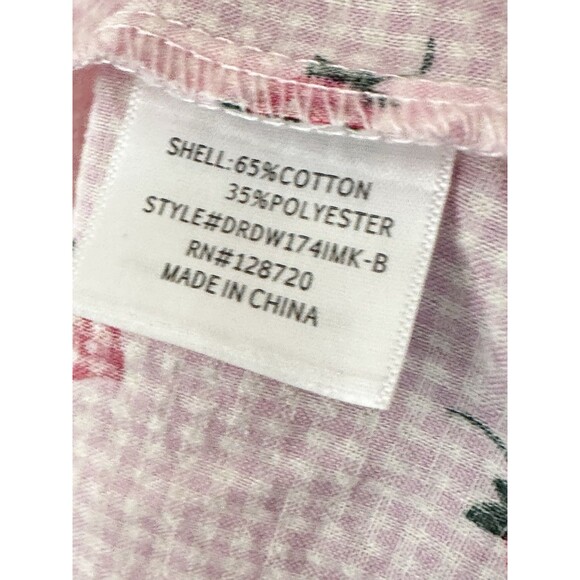 SHELL:65%COTTON
35%POLYESTER
STYLE#DRDW174IMK-B
RN#128720
MADE IN CHINA